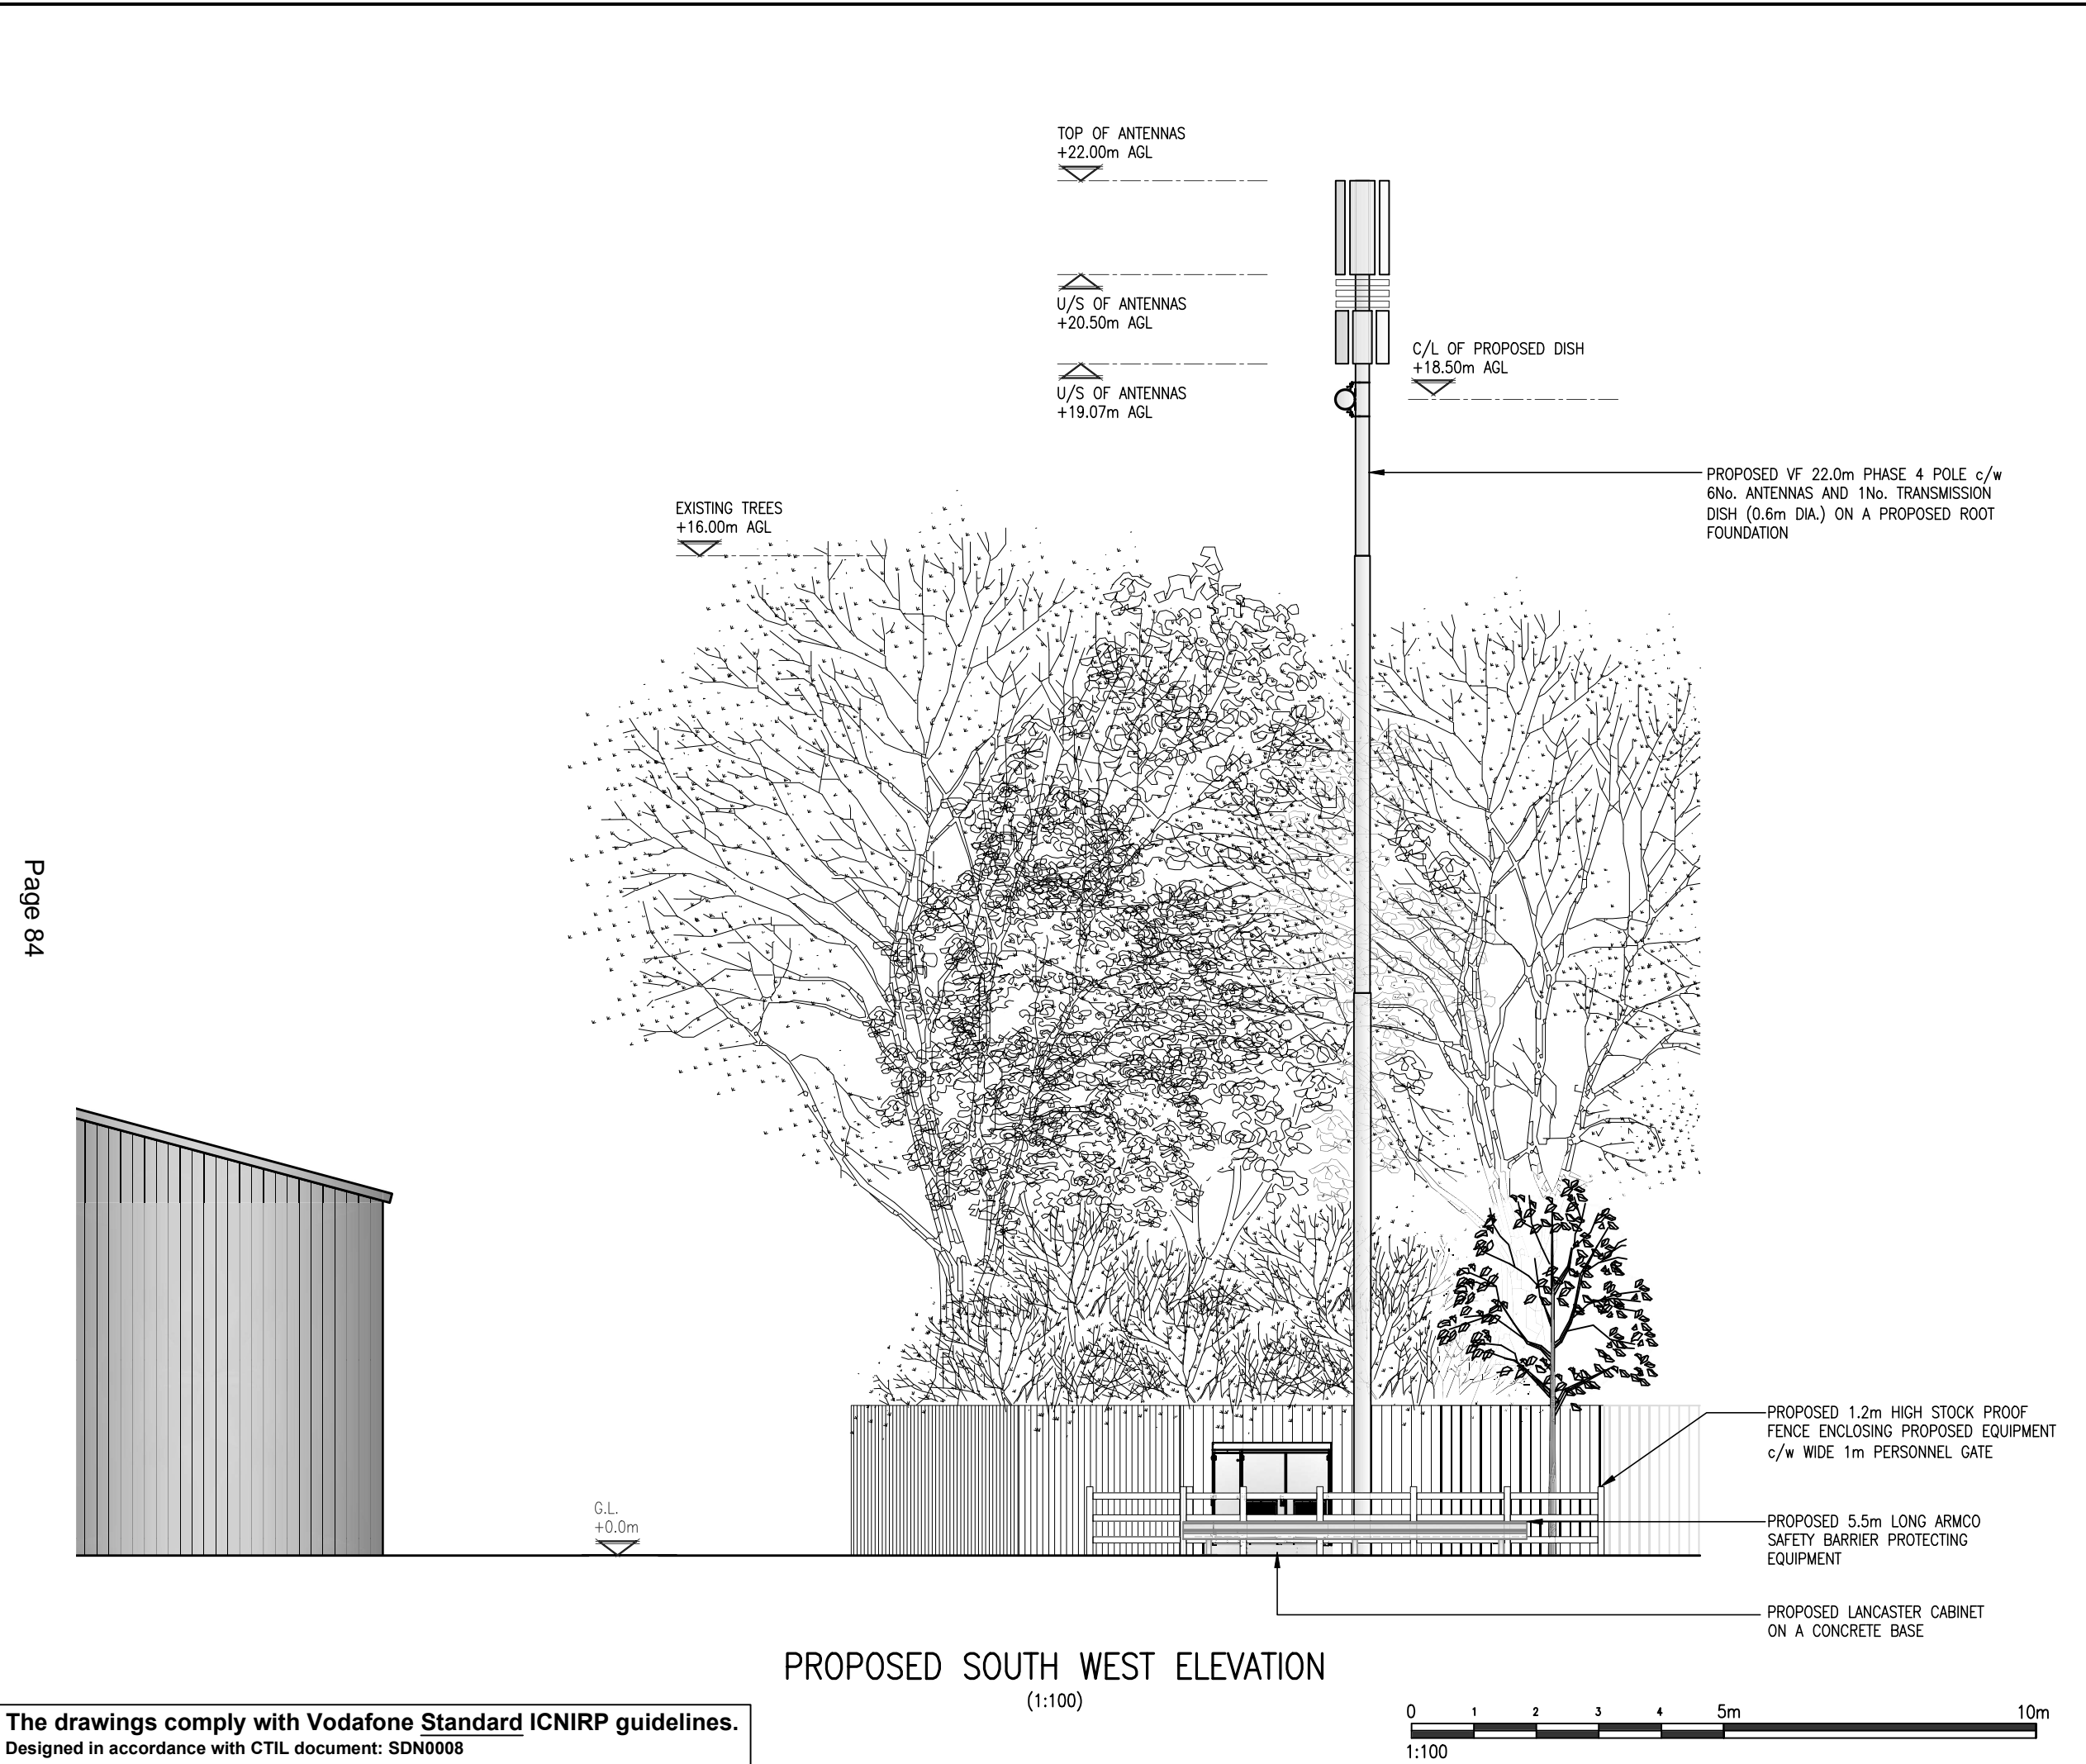 TOP OF ANTENNAS
+22.00m AGL
U/S OF ANTENNAS
+20.50m AGL
C/L OF PROPOSED DISH
+18.50m AGL
U/S OF ANTENNAS
+19.07m AGL
PROPOSED VF 22.0m PHASE 4 POLE c/w
6No. ANTENNAS AND 1No. TRANSMISSION
DISH (0.6m DIA.) ON A PROPOSED ROOT
FOUNDATION
EXISTING TREES
+16.00m AGL
Page 84
PROPOSED 1.2m HIGH STOCK PROOF
FENCE ENCLOSING PROPOSED EQUIPMENT
c/w WIDE 1m PERSONNEL GATE
G.L.
+0.0m
PROPOSED 5.5m LONG ARMCO
SAFETY BARRIER PROTECTING
EQUIPMENT
PROPOSED LANCASTER CABINET
ON A CONCRETE BASE
PROPOSED SOUTH WEST ELEVATION
(1:100)
The drawings comply with Vodafone Standard ICNIRP guidelines.
Designed in accordance with CTIL document: SDN0008
0 1 2 3 4 5m 10m
1:100